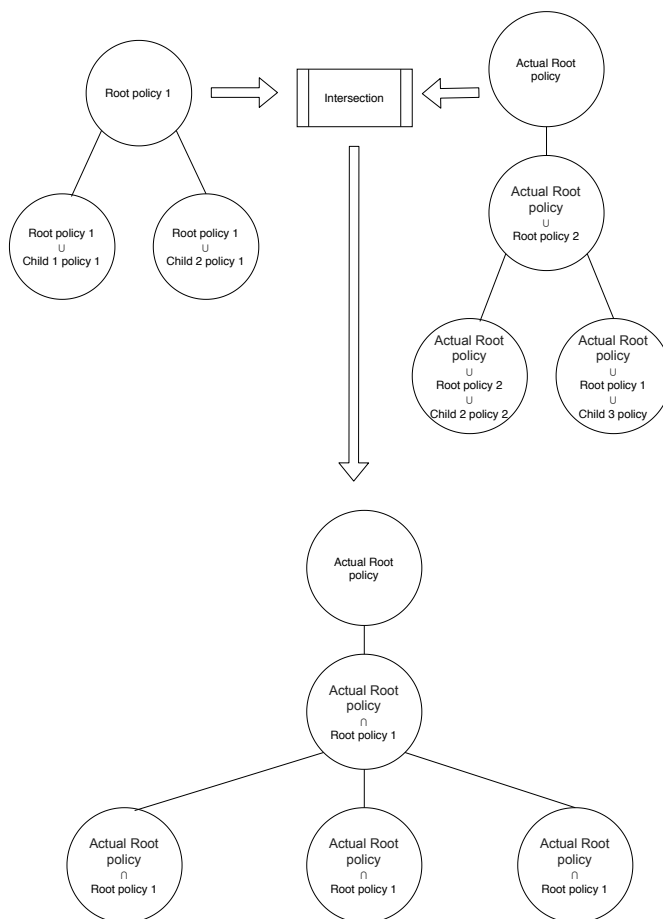 Root policy 1
Intersection
Actual Root
policy
Root policy 1
∪
Child 1 policy 1
Root policy 1
∪
Child 2 policy 1
Actual Root
policy
∪
Root policy 2
Actual Root
policy
∪
Root policy 2
∪
Child 2 policy 2
Actual Root
policy
∪
Root policy 1
∪
Child 3 policy
Actual Root
policy
Actual Root
policy
∩
Root policy 1
Actual Root
policy
∩
Root policy 1
Actual Root
policy
∩
Root policy 1
Actual Root
policy
∩
Root policy 1